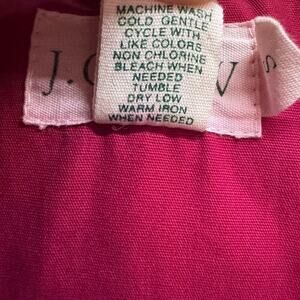 MACHINE WASH
COLD GENTLE
CYCLE WITH
LIKE COLORS
NON CHLORINE
BLEACH WHEN
NEEDED
TUMBLE
DRY LOW
WARM IRON
WHEN NEEDED
S